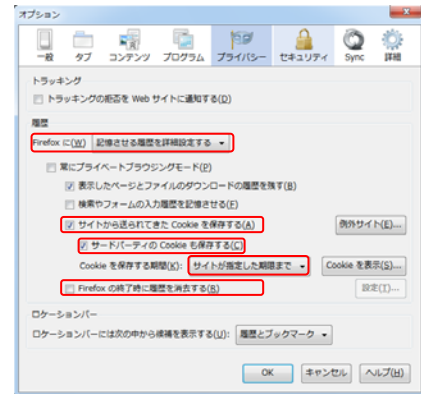 オプション
一般 タブ コンテンツ プログラム プライバシー セキュリティ Sync 詳細
トラッキング
トラッキングの拒否を Web サイトに通知する(D)
履歴
Firefox に(W) 記憶させる履歴を詳細設定する
常にプライベートブラウジングモード(P)
表示したページとファイルのダウンロードの履歴を残す(B)
検索やフォームの入力履歴を記憶させる(F)
サイトから送られてきた Cookie を保存する(A) 例外サイト(E)...
サードパーティの Cookie も保存する(C)
Cookie を保存する期間(K): サイトが指定した期限まで Cookie を表示(S)...
Firefox の終了時に履歴を消去する(R) 設定(T)...
ロケーションバー
ロケーションバーには次の中から候補を表示する(U): 履歴とブックマーク
OK キャンセル ヘルプ(H)